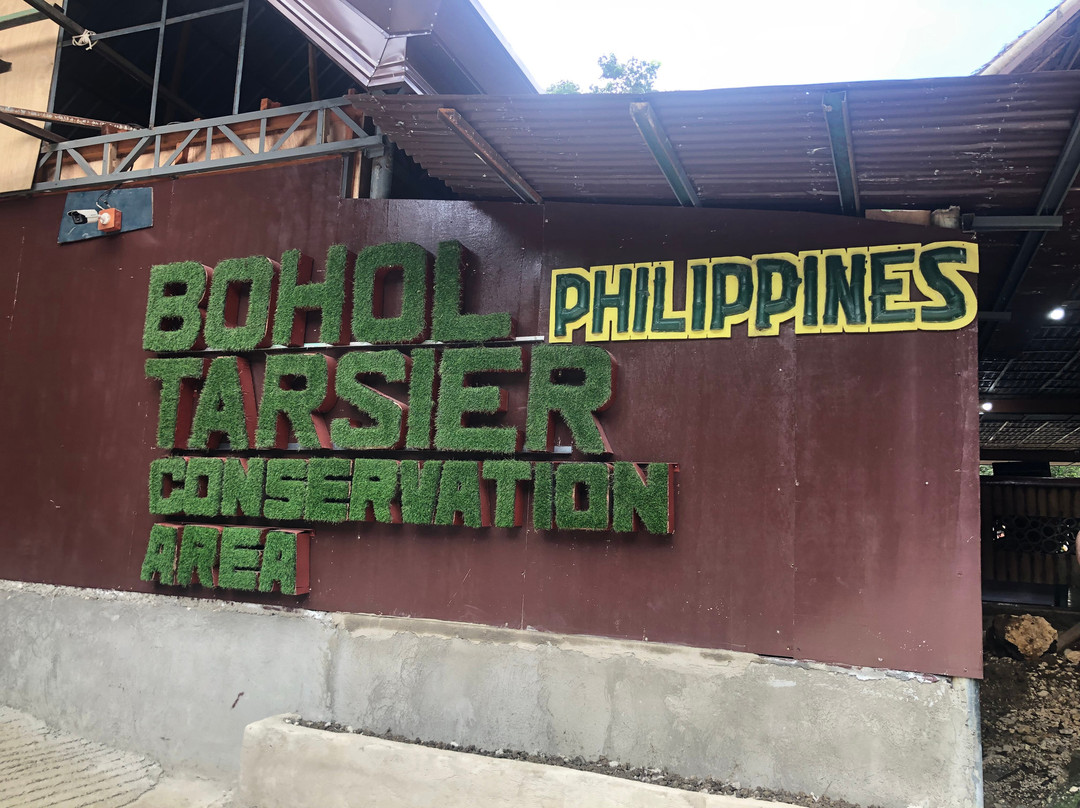 BOHOL
PHILIPPINES
TARSIER
CONSERVATION
AREA